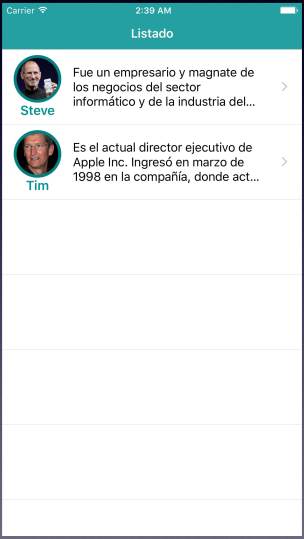 Carrier 2:39 AM
Listado
Fue un empresario y magnate de
los negocios del sector
informático y de la industria del...
Steve
Es el actual director ejecutivo de
Apple Inc. Ingresó en marzo de
1998 en la compañía, donde act...
Tim